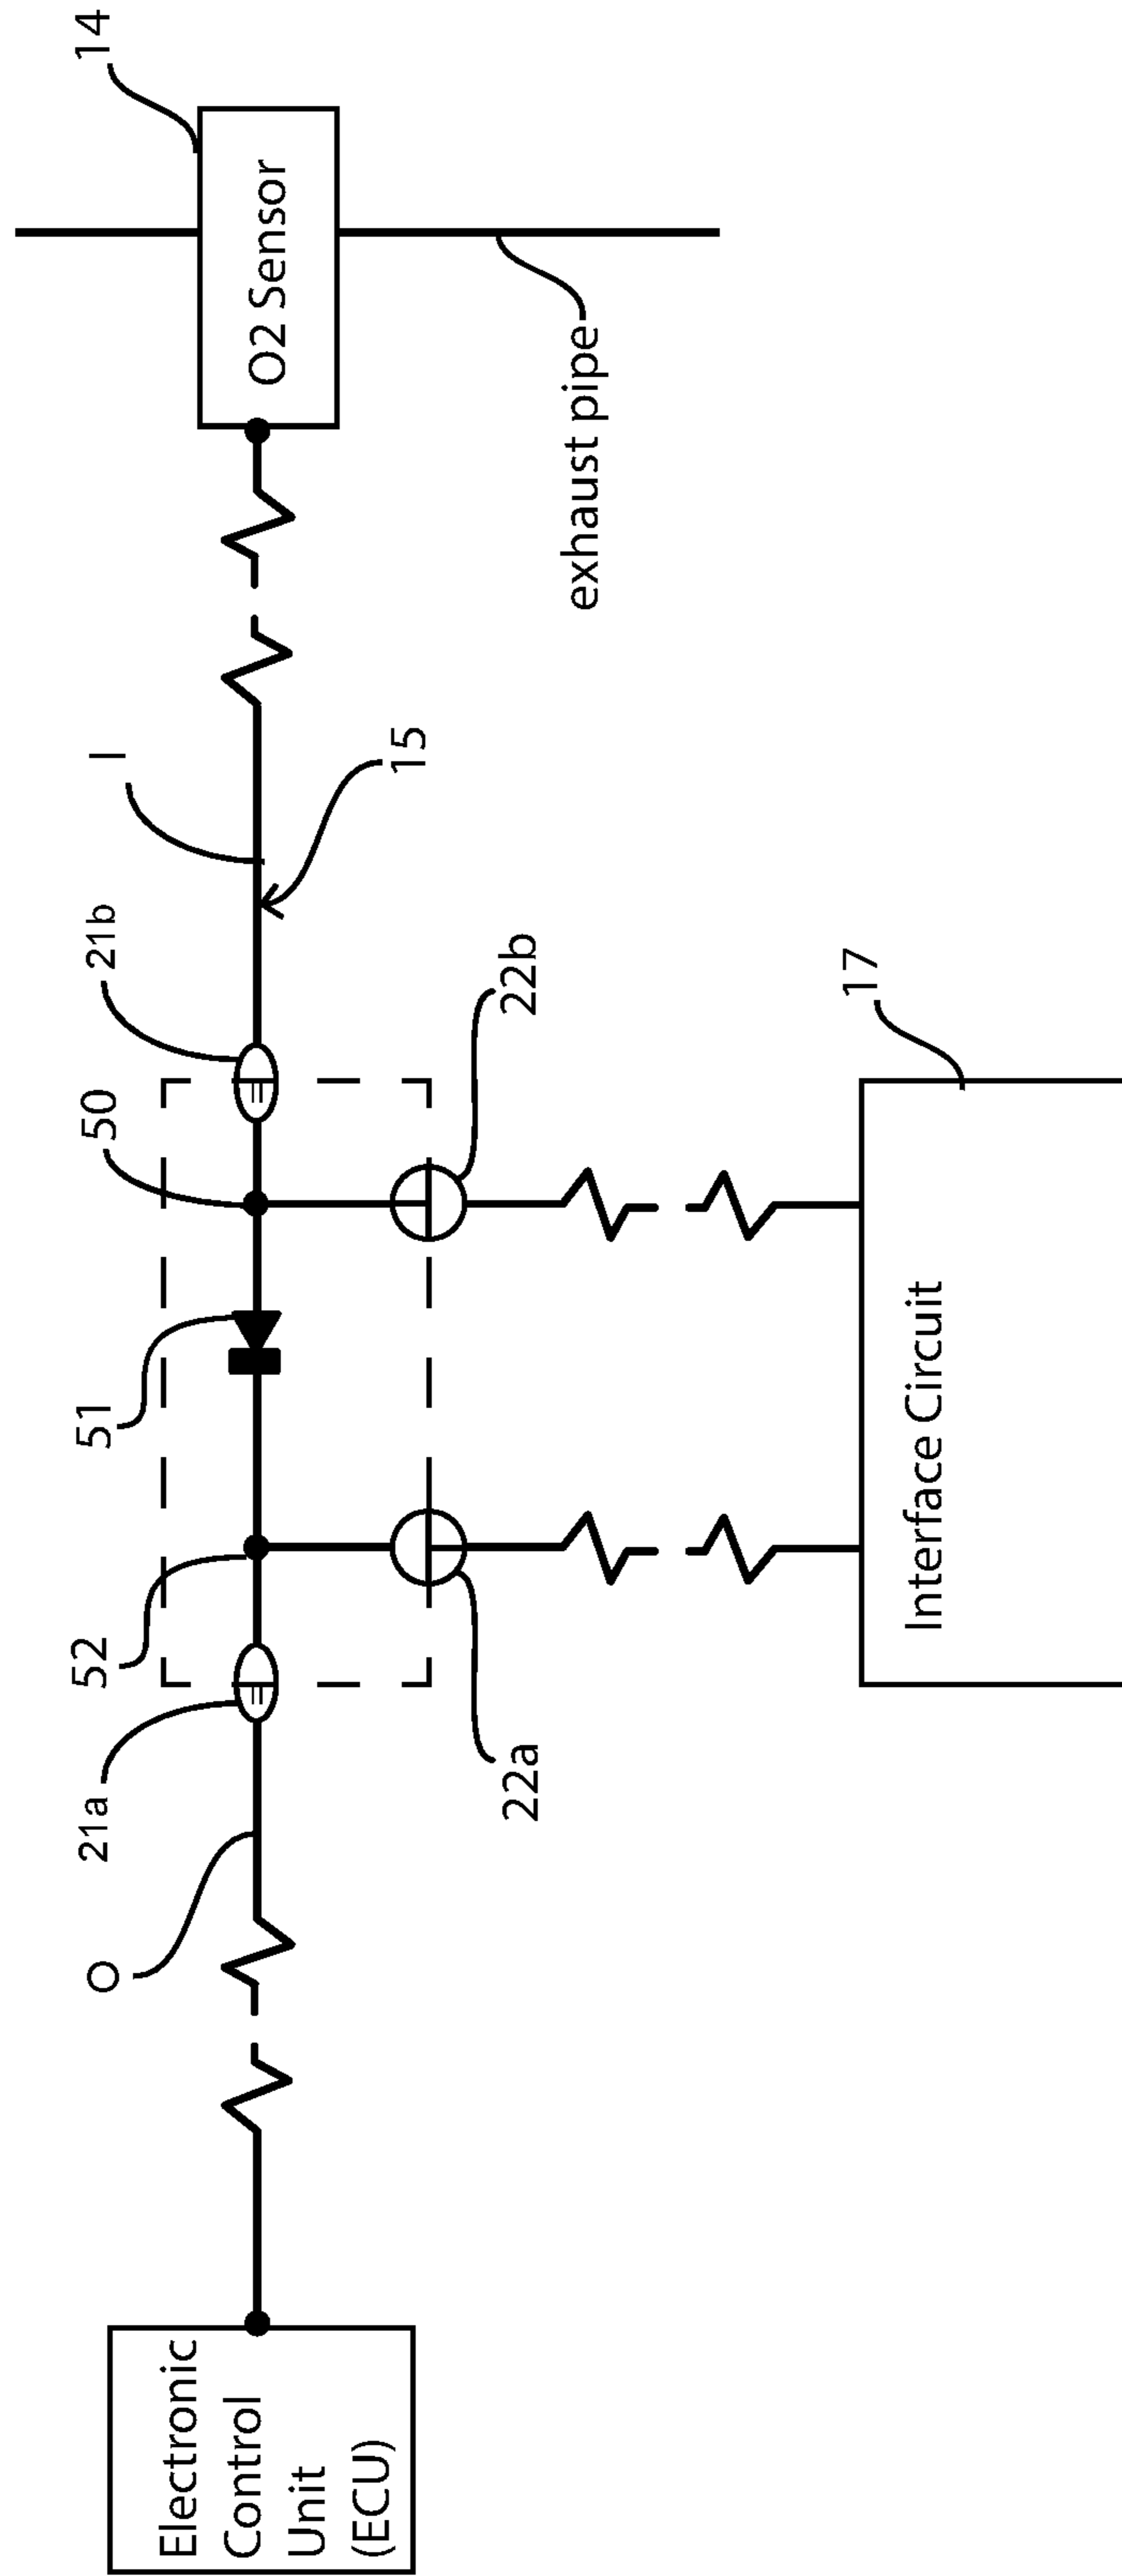 14
O2 Sensor
exhaust pipe
I
15
21b
50
22b
17
51
52
21a
22a
O
Interface Circuit
Electronic
Control
Unit
(ECU)